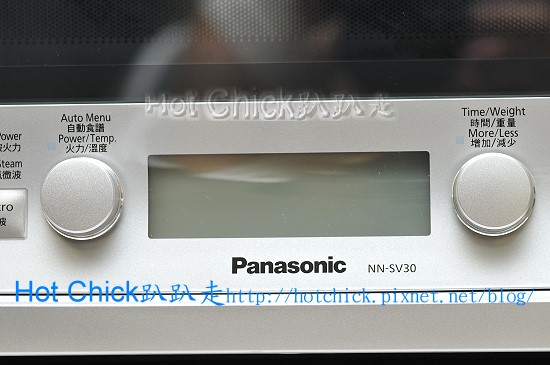 Hot Chick趴趴走
Auto Menu
自動食譜
Power/Temp.
火力/溫度
Time/Weight
時間/重量
More/Less
增加/減少
Power
火力
Steam
微波
Panasonic NN-SV30
Hot Chick趴趴走http://hotchick.pixnet.net/blog/